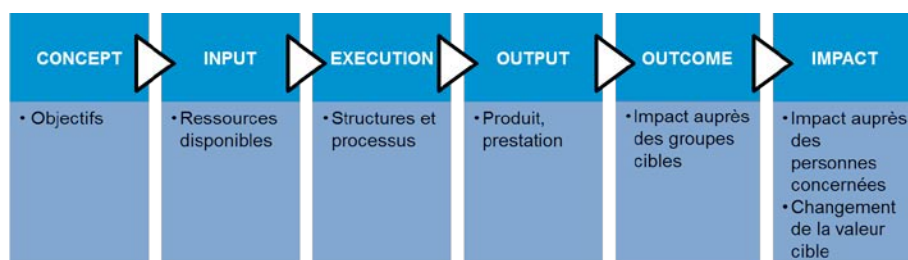 CONCEPT
• Objectifs
INPUT
• Ressources
disponibles
EXECUTION
• Structures et
processus
OUTPUT
• Produit,
prestation
OUTCOME
• Impact auprès
des groupes
cibles
IMPACT
• Impact auprès
des
personnes
concernées
• Changement
de la valeur
cible